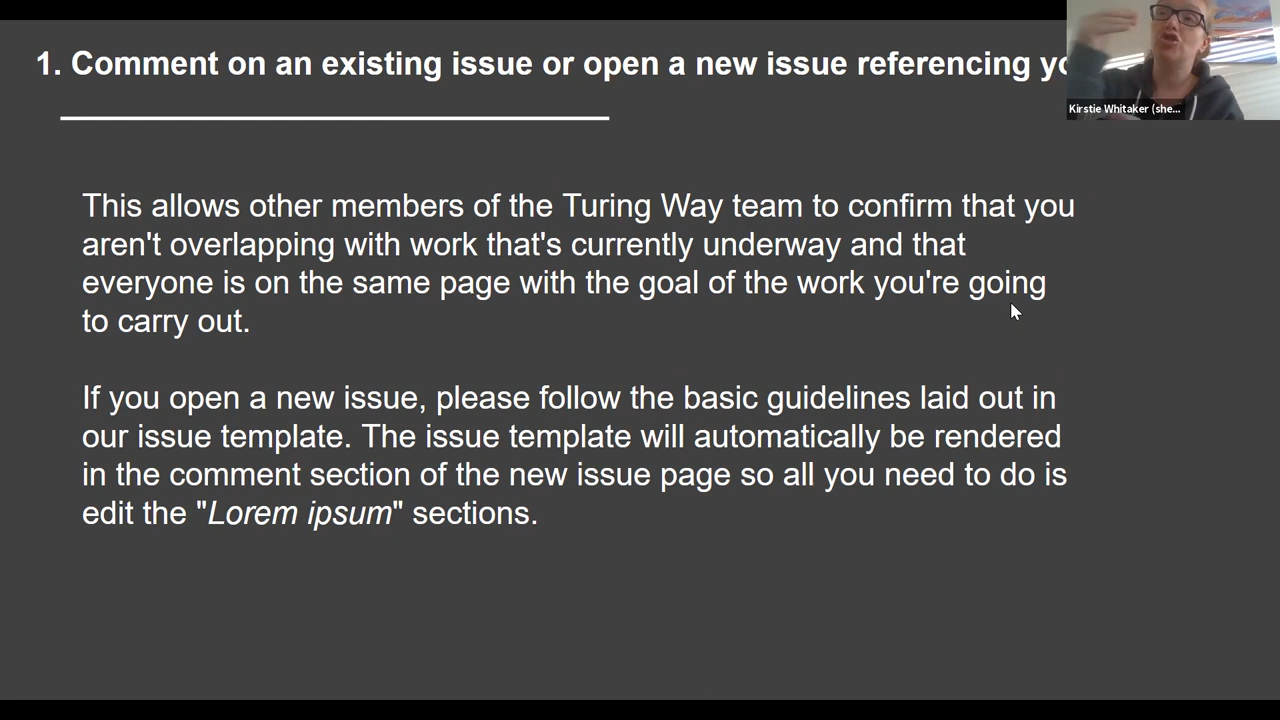 1. Comment on an existing issue or open a new issue referencing
Kirstie Whitaker (she...
This allows other members of the Turing Way team to confirm that you
aren't overlapping with work that's currently underway and that
everyone is on the same page with the goal of the work you're going
to carry out.
If you open a new issue, please follow the basic guidelines laid out in
our issue template. The issue template will automatically be rendered
in the comment section of the new issue page so all you need to do is
edit the "Lorem ipsum" sections.